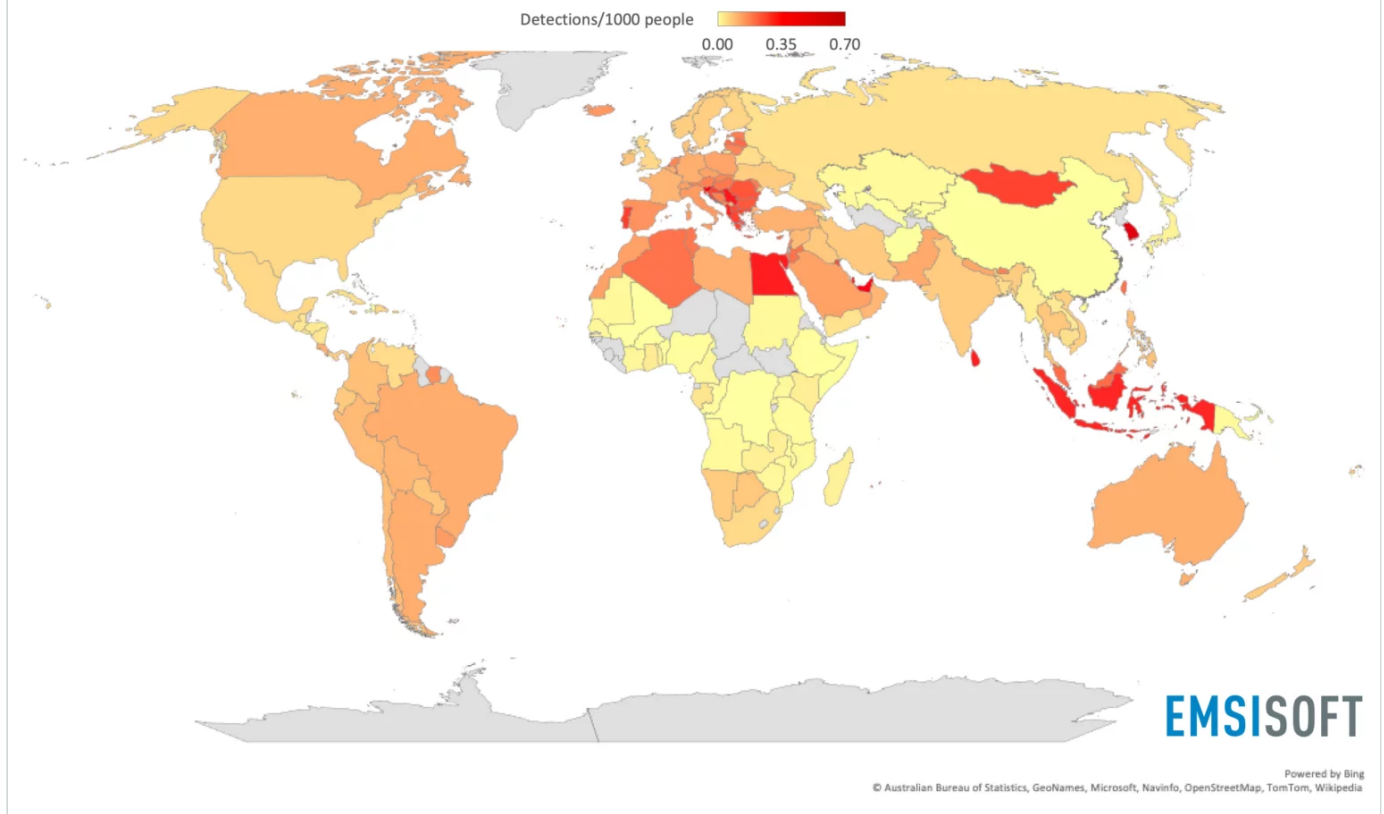 Detections/1000 people
0.00 0.35 0.70
EMSISOFT
Powered by Bing
© Australian Bureau of Statistics, GeoNames, Microsoft, Navinfo, OpenStreetMap, TomTom, Wikipedia